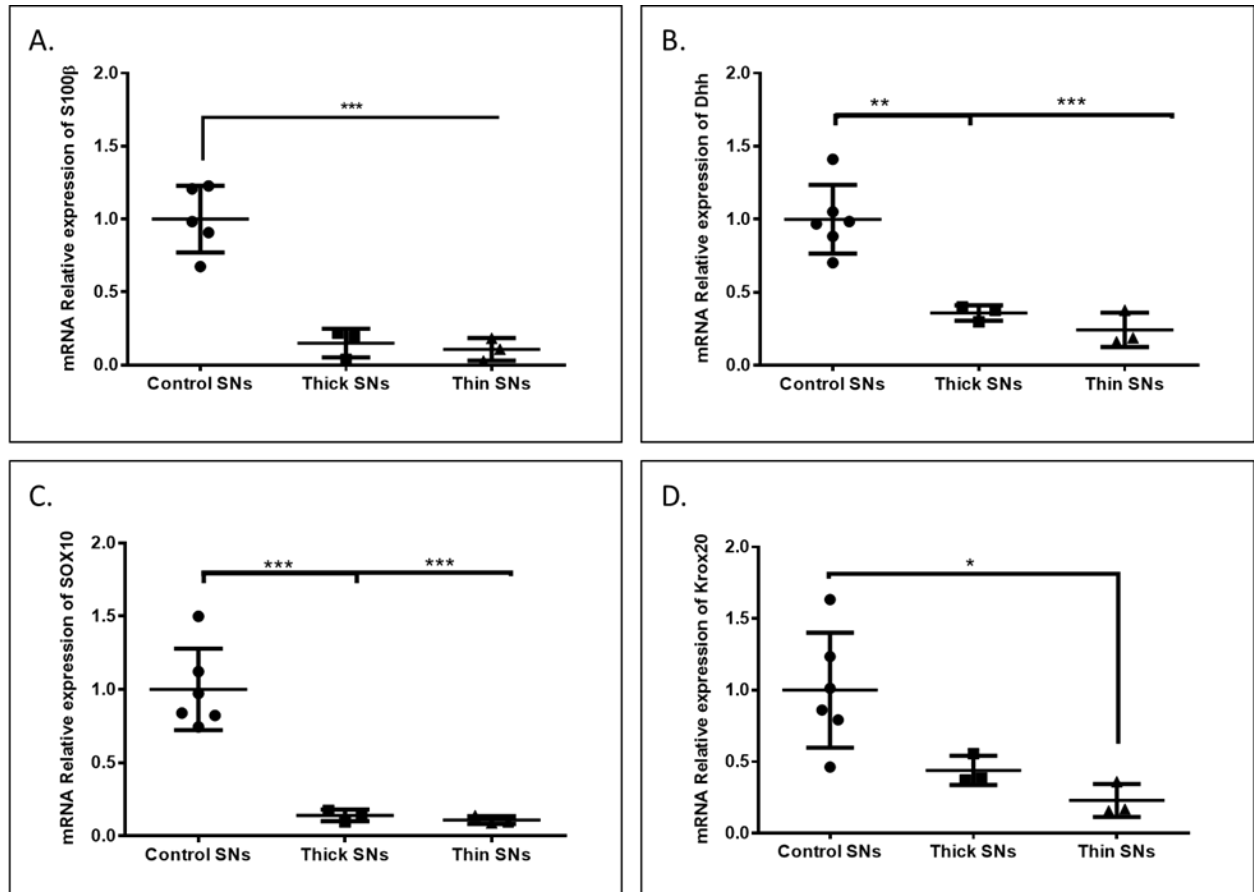 A.
mRNA Relative expression of S100β
2.0
1.5
1.0
0.5
0.0
***
Control SNs
Thick SNs
Thin SNs
B.
mRNA Relative expression of Dhh
2.0
1.5
1.0
0.5
0.0
**
***
Control SNs
Thick SNs
Thin SNs
C.
mRNA Relative expression of SOX10
2.0
1.5
1.0
0.5
0.0
***
***
Control SNs
Thick SNs
Thin SNs
D.
mRNA Relative expression of Krox20
2.0
1.5
1.0
0.5
0.0
*
Control SNs
Thick SNs
Thin SNs